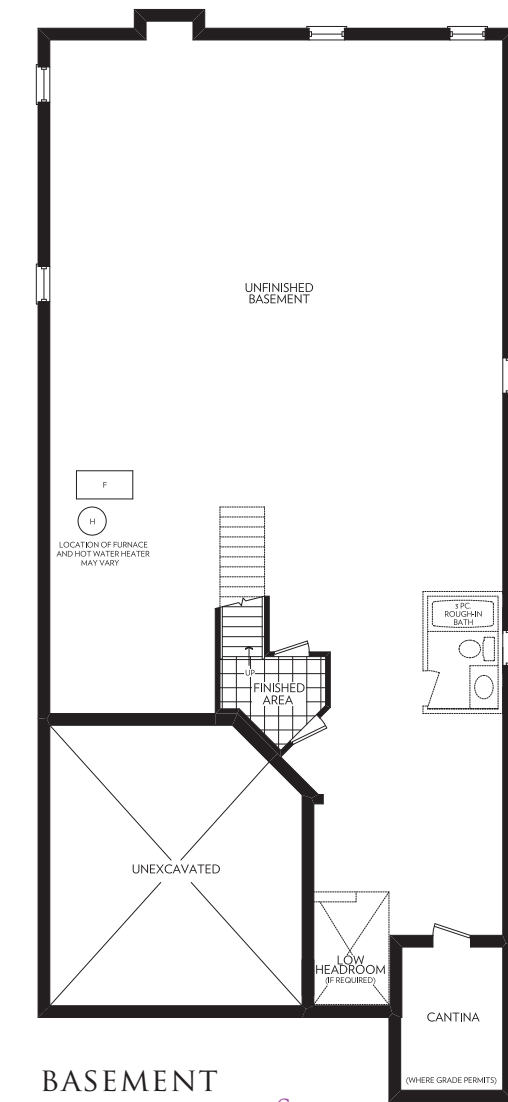 UNFINISHED
BASEMENT
F
H
LOCATION OF FURNACE
AND HOT WATER HEATER
MAY VARY
3 PC.
ROUGH-IN
BATH
UP
FINISHED
AREA
UNEXCAVATED
LOW
HEADROOM
(IF REQUIRED)
CANTINA
(WHERE GRADE PERMITS)
BASEMENT